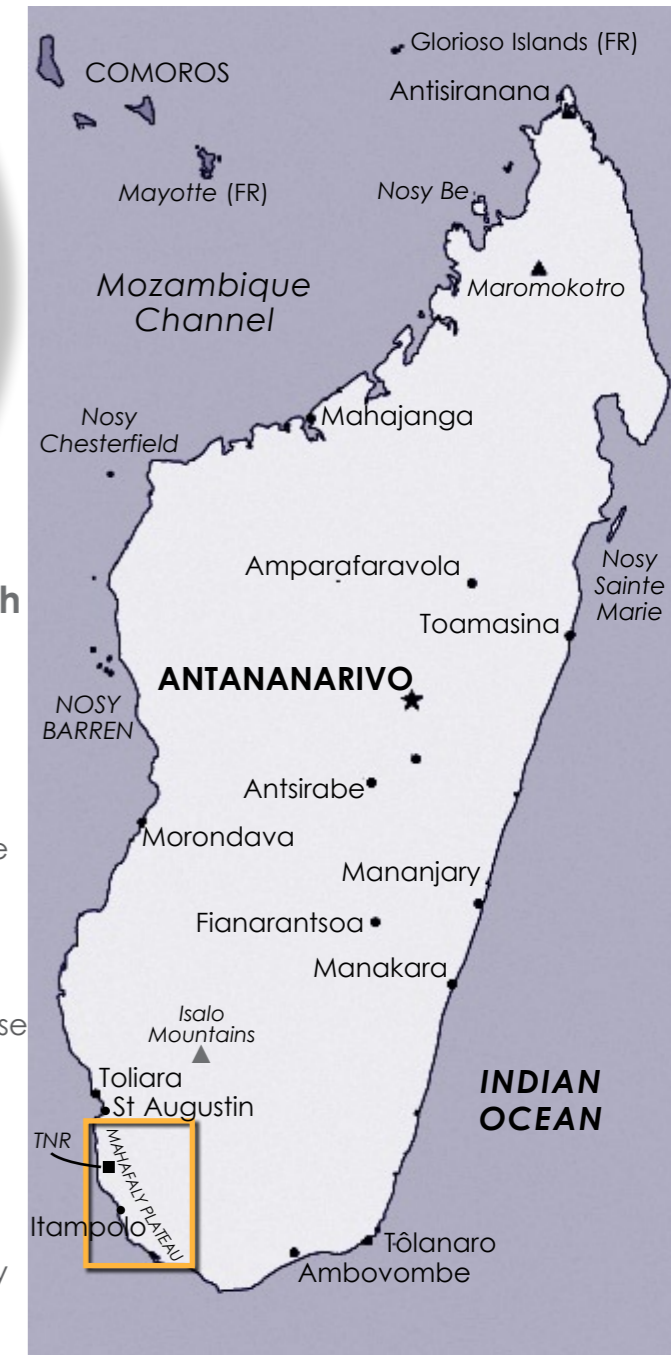 Glorioso Islands (FR)
COMOROS
Antisiranana
Mayotte (FR)
Nosy Be
Mozambique
Channel
Maromokotro
Nosy
Chesterfield
Mahajanga
Amparafaravola
Nosy
Sainte
Marie
h
Toamasina
ANTANANARIVO
NOSY
BARREN
Antsirabe
Morondava
e
Mananjary
Fianarantsoa
Manakara
Isalo
Mountains
se
Toliara
St Augustin
INDIAN
OCEAN
TNR
MAHAFALY PLATEAU
Itampolo
Tôlanaro
Ambovombe
y